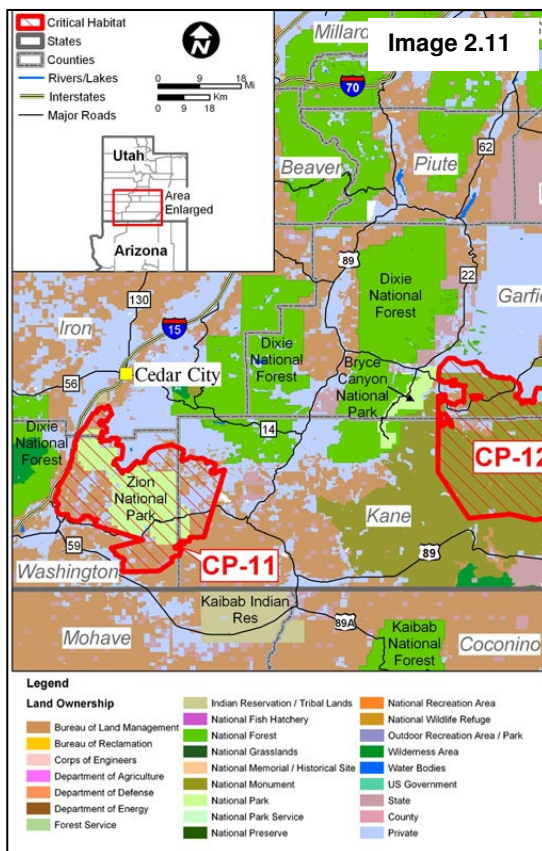 Critical Habitat
States
Counties
Rivers/Lakes
Interstates
Major Roads
N
0 9 18
Mi
Km
0 9 18
Utah
Area
Enlarged
Arizona
Image 2.11
Millard
70
Beaver
Piute
62
89
22
Dixie
National
Forest
Garfi
130
Iron
15
Dixie
National
Forest
Bryce
Canyon
National
Park
56
Cedar City
14
Dixie
National
Forest
Zion
National
Park
CP-12
Kane
59
CP-11
89
Washington
Kaibab Indian
Res
89A
Mohave
Kaibab
National
Forest
Coconino
Legend
Land Ownership
Bureau of Land Management
Bureau of Reclamation
Corps of Engineers
Department of Agriculture
Department of Defense
Department of Energy
Forest Service
Indian Reservation / Tribal Lands
National Fish Hatchery
National Forest
National Grasslands
National Memorial / Historical Site
National Monument
National Park
National Park Service
National Preserve
National Recreation Area
National Wildlife Refuge
Outdoor Recreation Area / Park
Wilderness Area
Water Bodies
US Government
State
County
Private